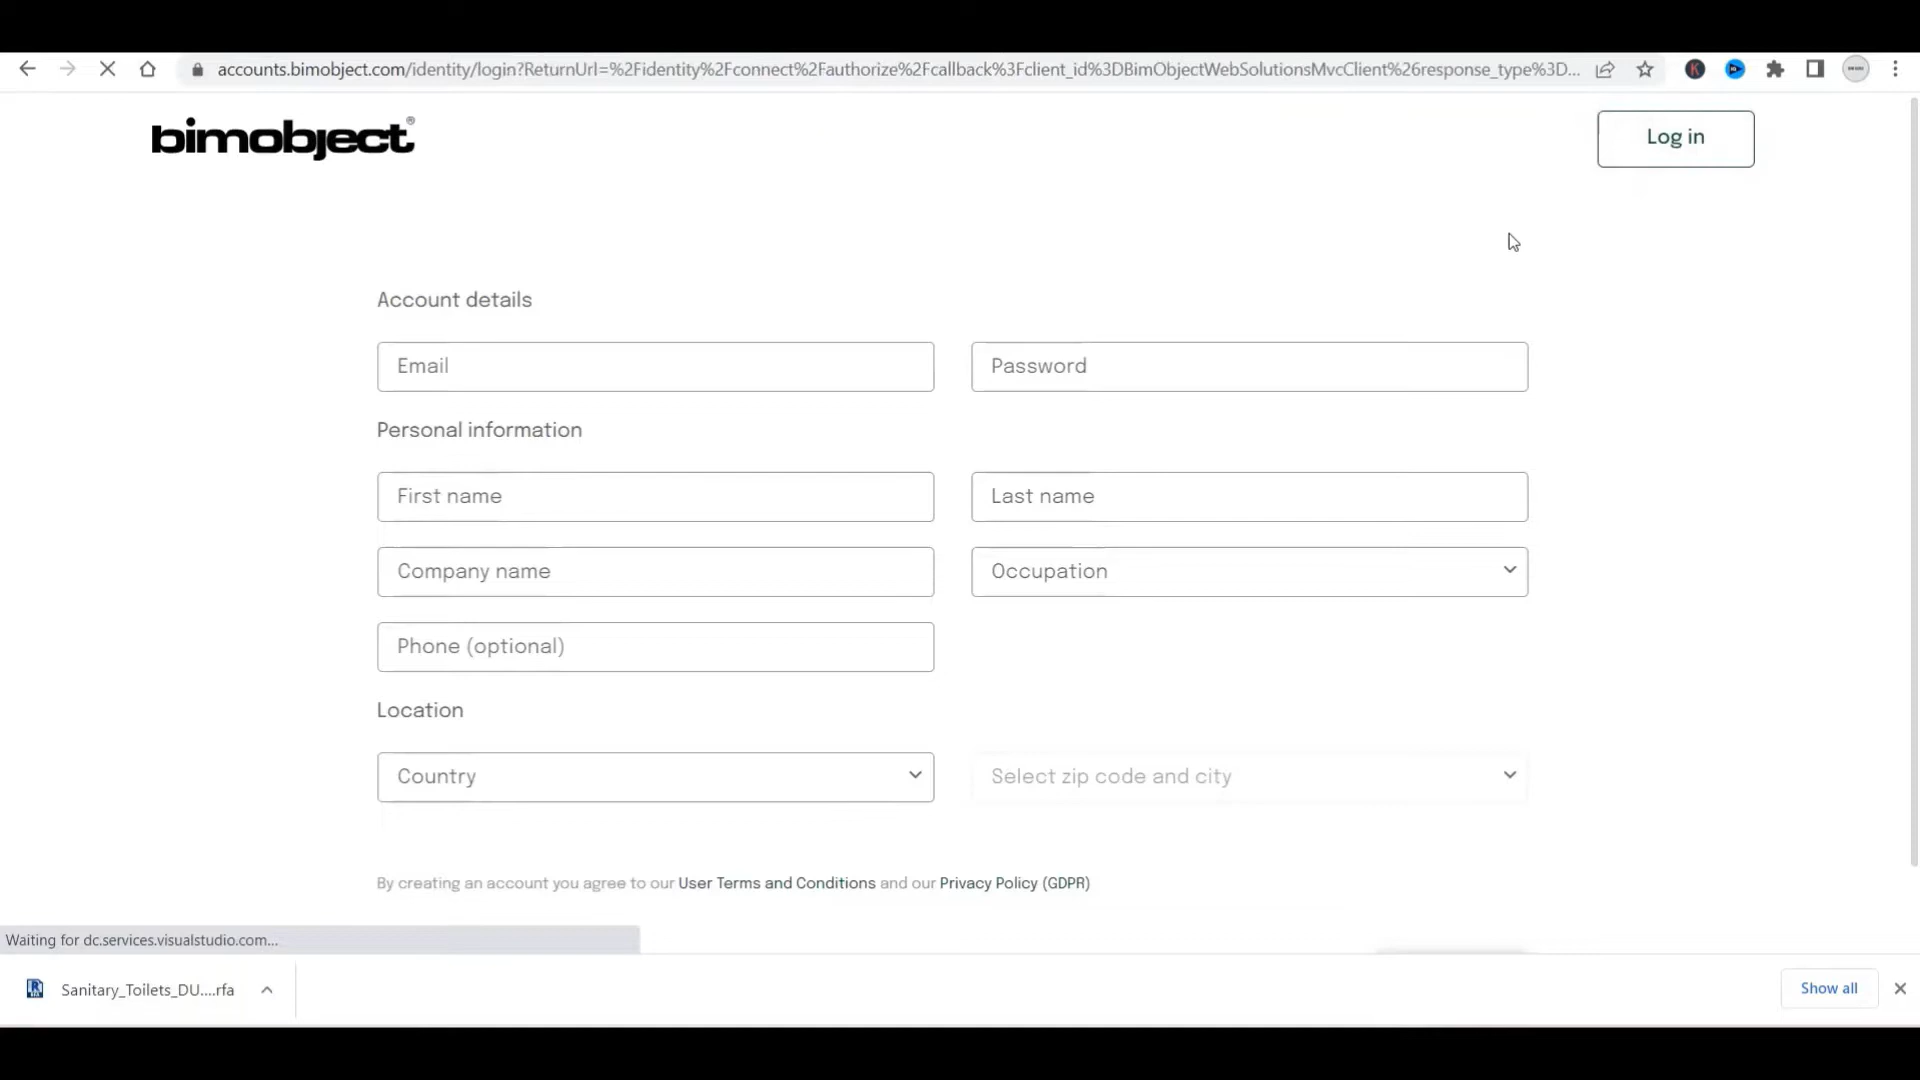 accounts.bimobject.com/identity/login?ReturnUrl=%2Fidentity%2Fconnect%2Fauthorize%2Fcallback%3Fclient_id%3DBimObjectWebSolutionsMvcClient%26response_type%3D...
K
bimobject®
Log in
Account details
Email
Password
Personal information
First name
Last name
Company name
Occupation
Phone (optional)
Location
Country
Select zip code and city
By creating an account you agree to our User Terms and Conditions and our Privacy Policy (GDPR)
Waiting for dc.services.visualstudio.com...
Sanitary_Toilets_DU....rfa
Show all